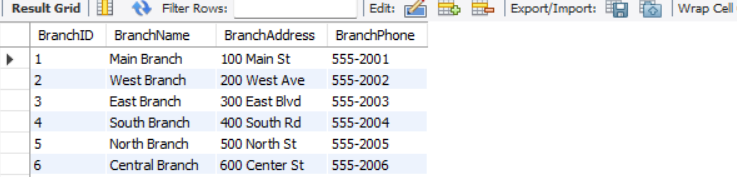 Result Grid Filter Rows: Edit: Export/Import: Wrap Cell
BranchID BranchName BranchAddress BranchPhone
1 Main Branch 100 Main St 555-2001
2 West Branch 200 West Ave 555-2002
3 East Branch 300 East Blvd 555-2003
4 South Branch 400 South Rd 555-2004
5 North Branch 500 North St 555-2005
6 Central Branch 600 Center St 555-2006